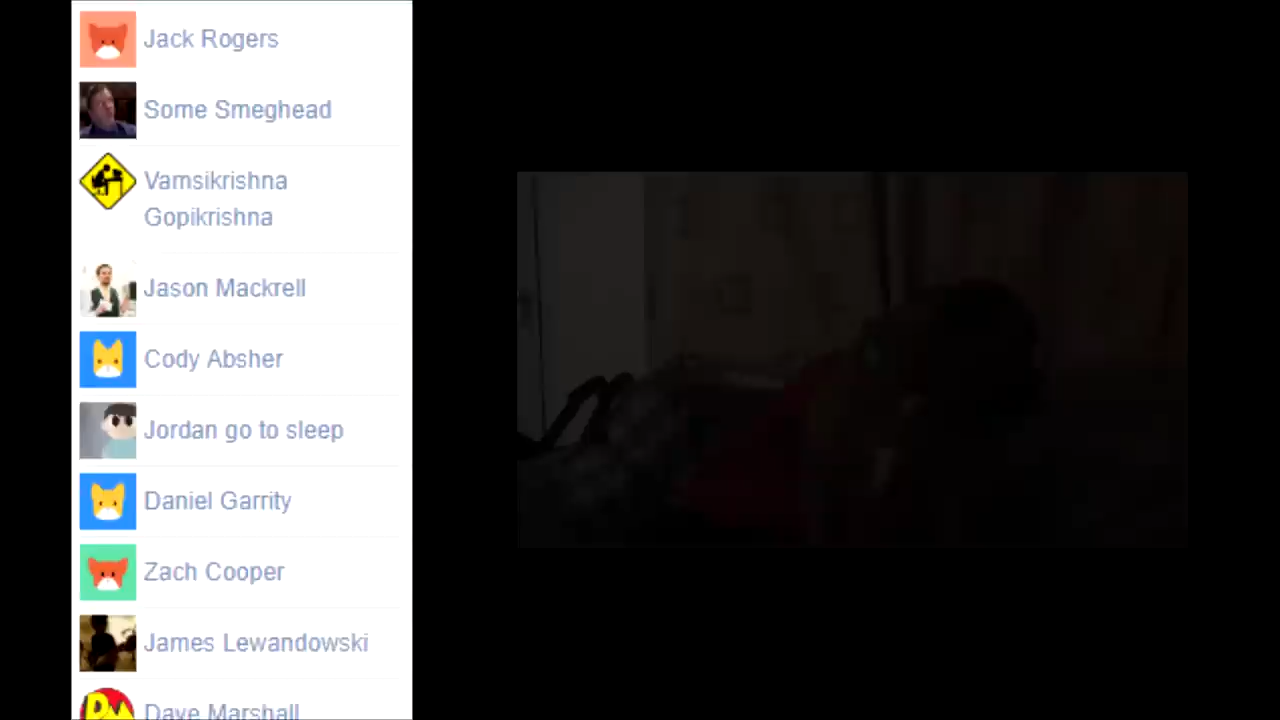 Jack Rogers
Some Smeghead
Vamsikrishna
Gopikrishna
Jason Mackrell
Cody Absher
Jordan go to sleep
Daniel Garrity
Zach Cooper
James Lewandowski
Dave Marshall